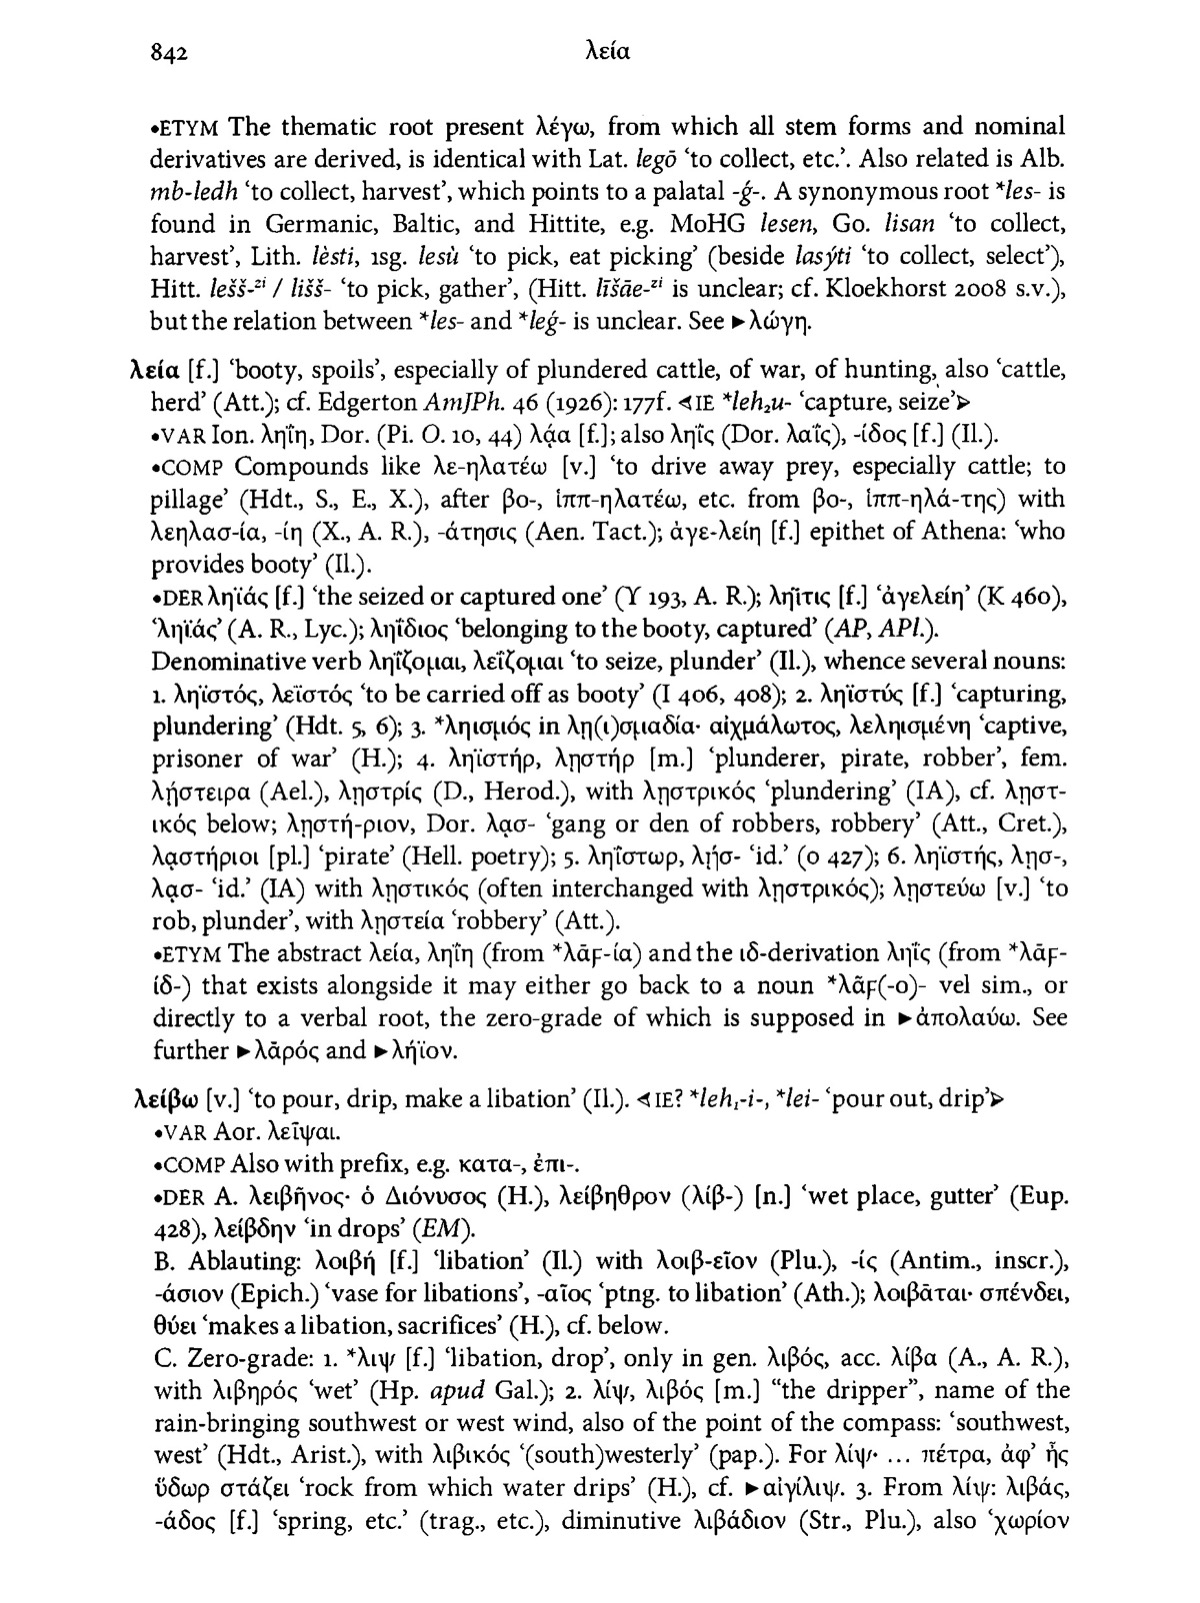 842
λεία
•ETYM The thematic root present λέγω, from which all stem forms and nominal
derivatives are derived, is identical with Lat. legō ‘to collect, etc.’. Also related is Alb.
mb-ledh ‘to collect, harvest’, which points to a palatal -ǵ-. A synonymous root *les- is
found in Germanic, Baltic, and Hittite, e.g. MoHG lesen, Go. lisan ‘to collect,
harvest’, Lith. lèsti, 1sg. lesù ‘to pick, eat picking’ (beside lasýti ‘to collect, select’),
Hitt. lešš-ᶻⁱ / lišš- ‘to pick, gather’, (Hitt. līšāe-ᶻⁱ is unclear; cf. Kloekhorst 2008 s.v.),
but the relation between *les- and *leǵ- is unclear. See ►λώγη.
λεία [f.] ‘booty, spoils’, especially of plundered cattle, of war, of hunting, also ‘cattle,
herd’ (Att.); cf. Edgerton AmJPh. 46 (1926): 177f. ⊲IE *leh₂u- ‘capture, seize’⊳
•VAR Ion. ληΐη, Dor. (Pi. O. 10, 44) λᾴα [f.]; also ληΐς (Dor. λαΐς), -ίδος [f.] (Il.).
•COMP Compounds like λε-ηλατέω [v.] ‘to drive away prey, especially cattle; to
pillage’ (Hdt., S., E., X.), after βο-, ἱππ-ηλατέω, etc. from βο-, ἱππ-ηλά-της) with
λεηλασ-ία, -ίη (X., A. R.), -άτησις (Aen. Tact.); ἀγε-λείη [f.] epithet of Athena: ‘who
provides booty’ (Il.).
•DER ληϊάς [f.] ‘the seized or captured one’ (Υ 193, A. R.); ληῖτις [f.] ‘ἀγελείη’ (Κ 460),
‘ληϊάς’ (A. R., Lyc.); ληΐδιος ‘belonging to the booty, captured’ (AP, APl.).
Denominative verb ληΐζομαι, λεΐζομαι ‘to seize, plunder’ (Il.), whence several nouns:
1. ληϊστός, λεϊστός ‘to be carried off as booty’ (Ι 406, 408); 2. ληϊστύς [f.] ‘capturing,
plundering’ (Hdt. 5, 6); 3. *ληισμός in λη(ι)σμαδία· αἰχμάλωτος, λεληισμένη ‘captive,
prisoner of war’ (H.); 4. ληϊστήρ, λῃστήρ [m.] ‘plunderer, pirate, robber’, fem.
λῄστειρα (Ael.), λῃστρίς (D., Herod.), with λῃστρικός ‘plundering’ (IA), cf. λῃστ-
ικός below; λῃστή-ριον, Dor. λᾳσ- ‘gang or den of robbers, robbery’ (Att., Cret.),
λᾳστήριοι [pl.] ‘pirate’ (Hell. poetry); 5. ληΐστωρ, λῄσ- ‘id.’ (ο 427); 6. ληϊστής, λῃσ-,
λᾳσ- ‘id.’ (IA) with λῃστικός (often interchanged with λῃστρικός); λῃστεύω [v.] ‘to
rob, plunder’, with λῃστεία ‘robbery’ (Att.).
•ETYM The abstract λεία, ληΐη (from *λᾱϝ-ία) and the ιδ-derivation ληΐς (from *λᾱϝ-
ίδ-) that exists alongside it may either go back to a noun *λᾶϝ(-ο)- vel sim., or
directly to a verbal root, the zero-grade of which is supposed in ►ἀπολαύω. See
further ►λᾱρός and ►λήϊον.
λείβω [v.] ‘to pour, drip, make a libation’ (Il.). ⊲IE? *leh₁-i-, *lei- ‘pour out, drip’⊳
•VAR Aor. λεῖψαι.
•COMP Also with prefix, e.g. κατα-, ἐπι-.
•DER A. λειβῆνος· ὁ Διόνυσος (H.), λείβηθρον (λίβ-) [n.] ‘wet place, gutter’ (Eup.
428), λείβδην ‘in drops’ (EM).
B. Ablauting: λοιβή [f.] ‘libation’ (Il.) with λοιβ-εῖον (Plu.), -ίς (Antim., inscr.),
-άσιον (Epich.) ‘vase for libations’, -αῖος ‘ptng. to libation’ (Ath.); λοιβᾶται· σπένδει,
θύει ‘makes a libation, sacrifices’ (H.), cf. below.
C. Zero-grade: 1. *λιψ [f.] ‘libation, drop’, only in gen. λιβός, acc. λίβα (A., A. R.),
with λιβηρός ‘wet’ (Hp. apud Gal.); 2. λίψ, λιβός [m.] “the dripper”, name of the
rain-bringing southwest or west wind, also of the point of the compass: ‘southwest,
west’ (Hdt., Arist.), with λιβικός ‘(south)westerly’ (pap.). For λίψ· ... πέτρα, ἀφ’ ἧς
ὕδωρ στάζει ‘rock from which water drips’ (H.), cf. ►αἰγίλιψ. 3. From λίψ: λιβάς,
-άδος [f.] ‘spring, etc.’ (trag., etc.), diminutive λιβάδιον (Str., Plu.), also ‘χωρίον